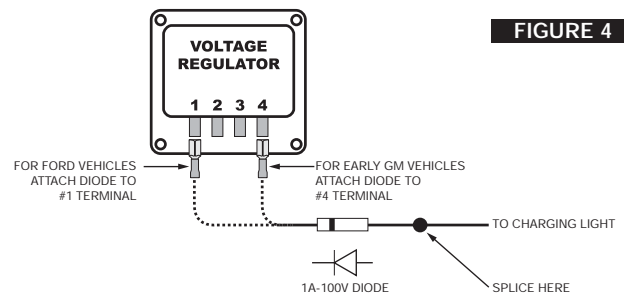 FIGURE 4
VOLTAGE
REGULATOR
1 2 3 4
FOR FORD VEHICLES
ATTACH DIODE TO
#1 TERMINAL
FOR EARLY GM VEHICLES
ATTACH DIODE TO
#4 TERMINAL
TO CHARGING LIGHT
1A-100V DIODE
SPLICE HERE